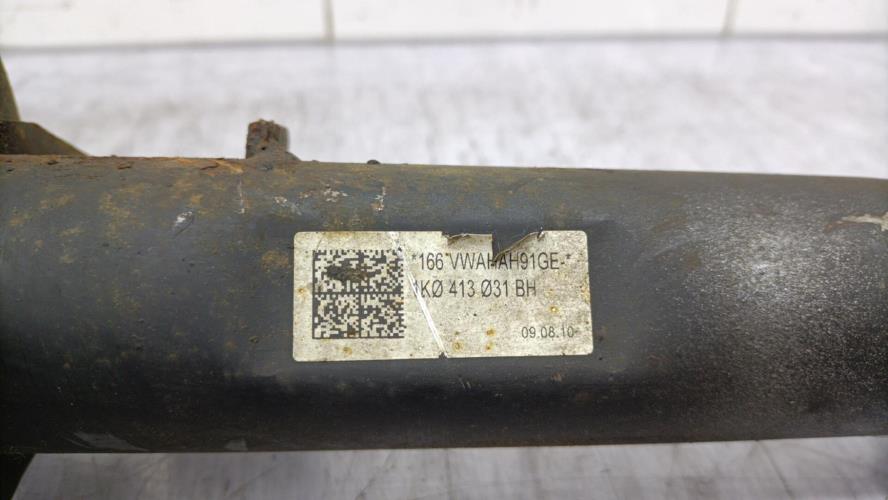 *166*VWAHAH91GE-*
1KØ 413 Ø31 BH
09.08.10